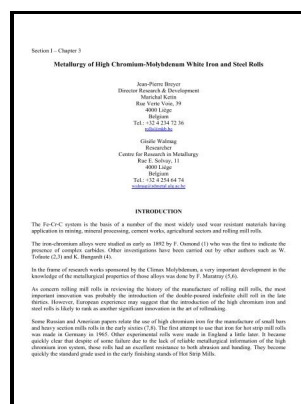 Section I – Chapter 3
Metallurgy of High Chromium-Molybdenum White Iron and Steel Rolls
Jean-Pierre Breyer
Director Research & Development
Marichal Ketin
Rue Verte Voie, 39
4000 Liège
Belgium
Tel.: +32 4 234 72 36
Gisèle Walmag
Researcher
Centre for Research in Metallurgy
Rue E. Solvay, 11
4000 Liège
Belgium
Tel.: +32 4 254 64 74
INTRODUCTION
The Fe-Cr-C system is the basis of a number of the most widely used wear resistant materials having
application in mining, mineral processing, cement works, agricultural sectors and rolling mill rolls.
The iron-chromium alloys were studied as early as 1892 by F. Osmond (1) who was the first to indicate the
presence of complex carbides. Other investigations have been carried out by other authors such as W.
Tofaute (2,3) and K. Bungardt (4).
In the frame of research works sponsored by the Climax Molybdenum, a very important development in the
knowledge of the metallurgical properties of those alloys was done by F. Maratray (5,6).
As concern rolling mill rolls in reviewing the history of the manufacture of rolling mill rolls, the most
important innovation was probably the introduction of the double-poured indefinite chill roll in the late
thirties. However, European experience may suggest that the introduction of the high chromium iron and
steel rolls is likely to rank as another significant innovation in the art of rollmaking.
Some Russian and American papers relate the use of high chromium iron for the manufacture of small bars
and heavy section mills rolls in the early sixties (7,8). The first attempt to use that iron for hot strip mill rolls
was made in Germany in 1965. Other experimental rolls were made in England a little later. It became
quickly clear that despite of some failure due to the lack of reliable metallurgical information of the high
chromium iron system, those rolls had an excellent resistance to both abrasion and banding. They became
quickly the standard grade used in the early finishing stands of Hot Strip Mills.